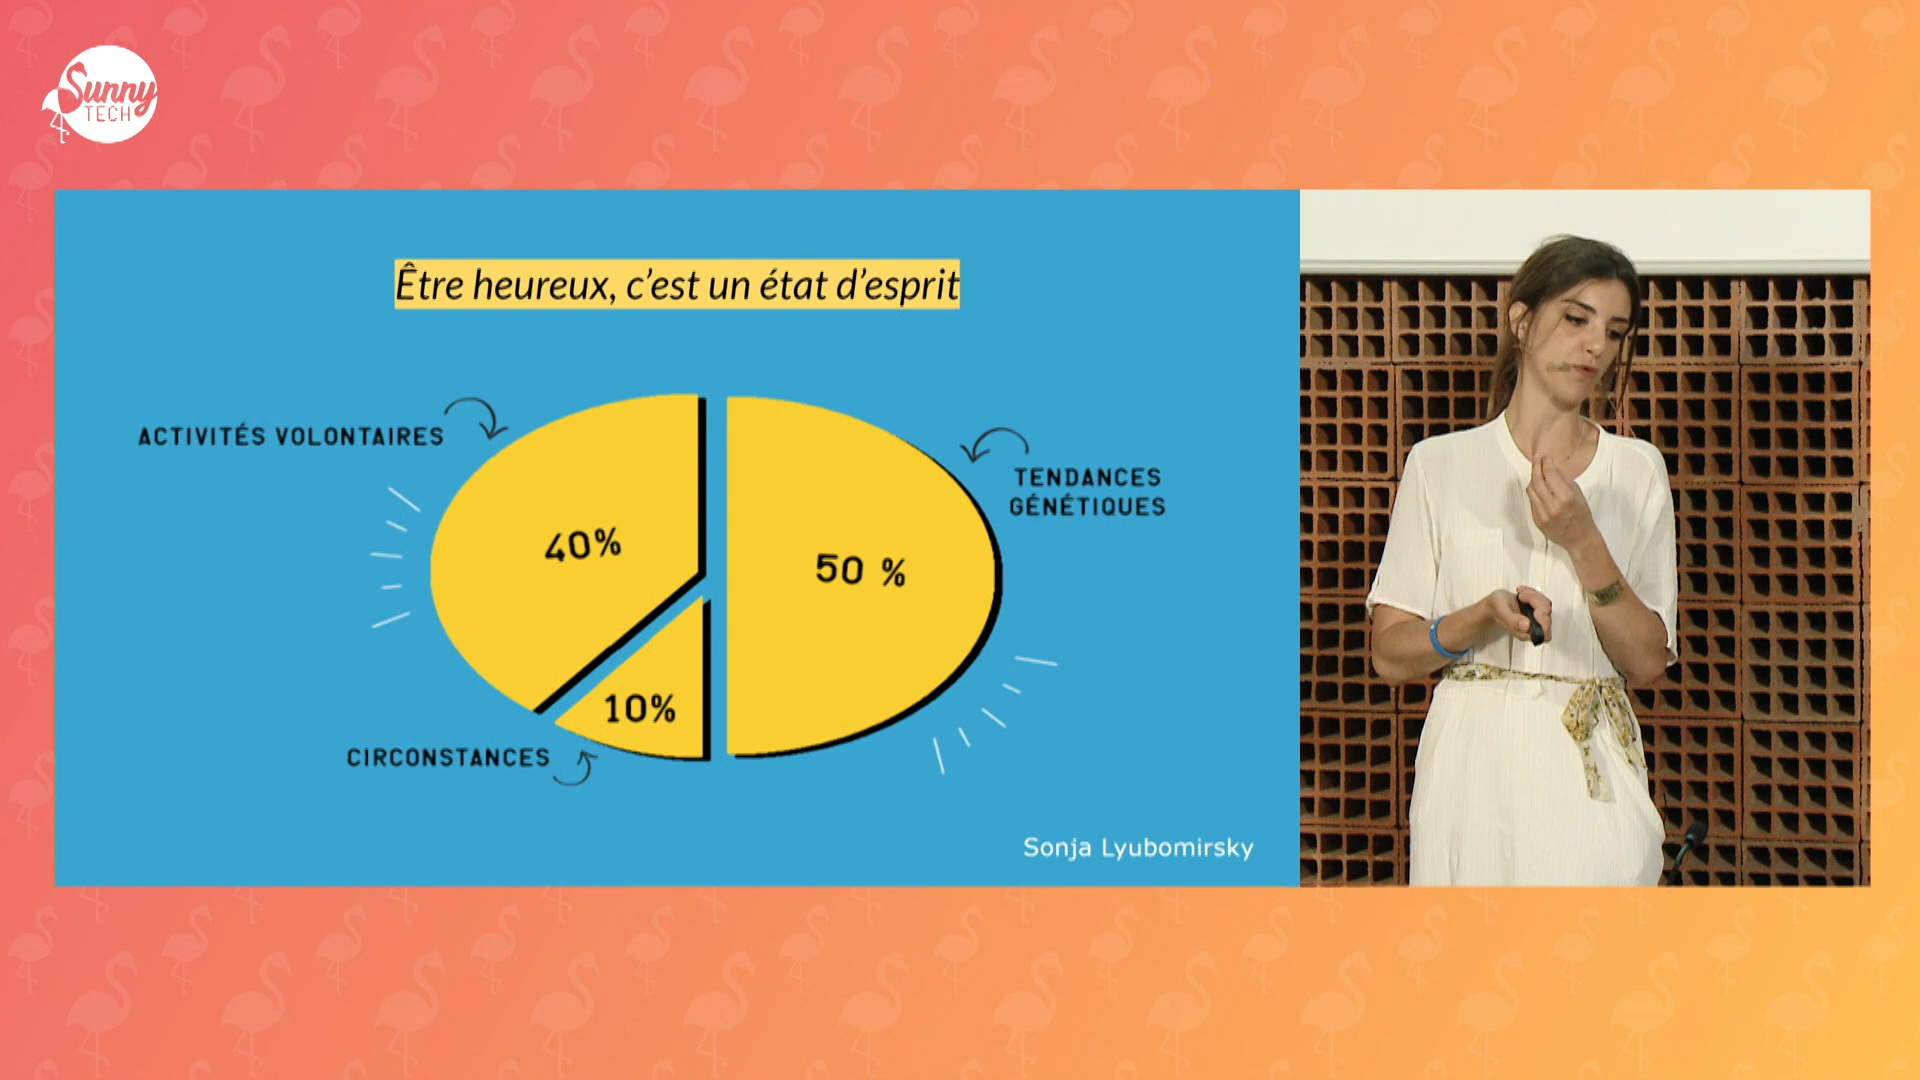 Sunny
TECH
Être heureux, c’est un état d’esprit
ACTIVITÉS VOLONTAIRES
TENDANCES
GÉNÉTIQUES
40%
50 %
10%
CIRCONSTANCES
Sonja Lyubomirsky